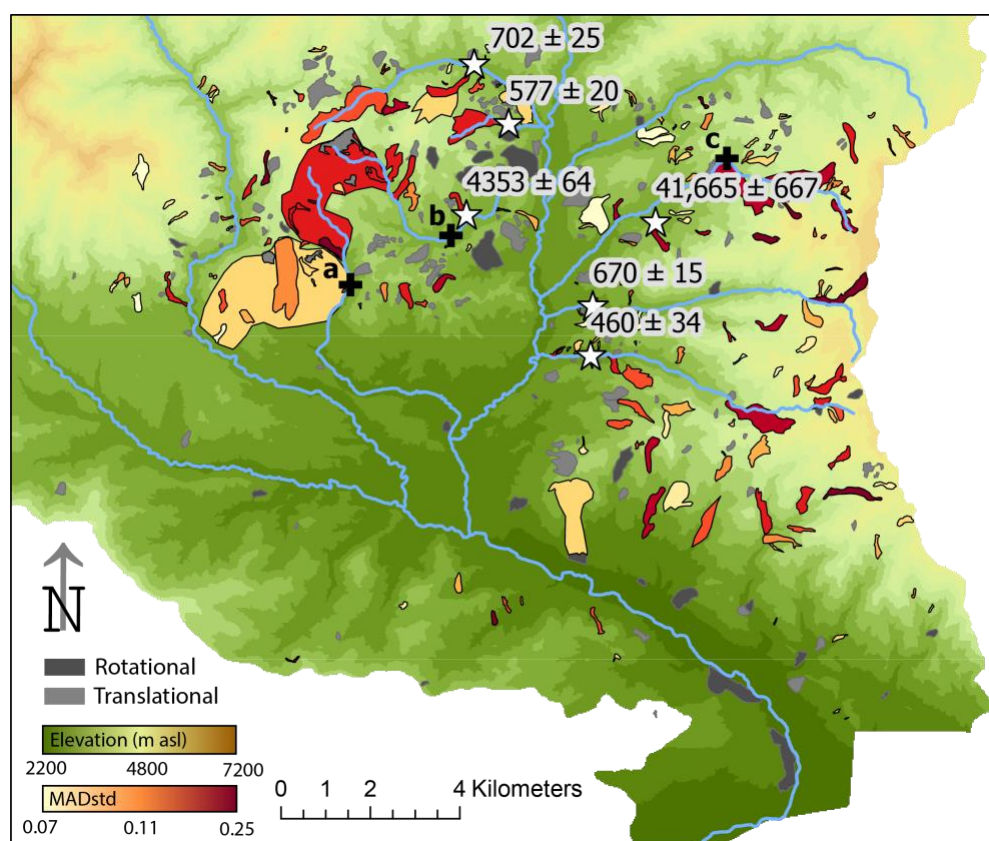 702 ± 25
577 ± 20
c
4353 ± 64
41,665 ± 667
b
a
670 ± 15
460 ± 34
N
Rotational
Translational
Elevation (m asl)
2200 4800 7200
MADstd
0.07 0.11 0.25
0 1 2 4 Kilometers